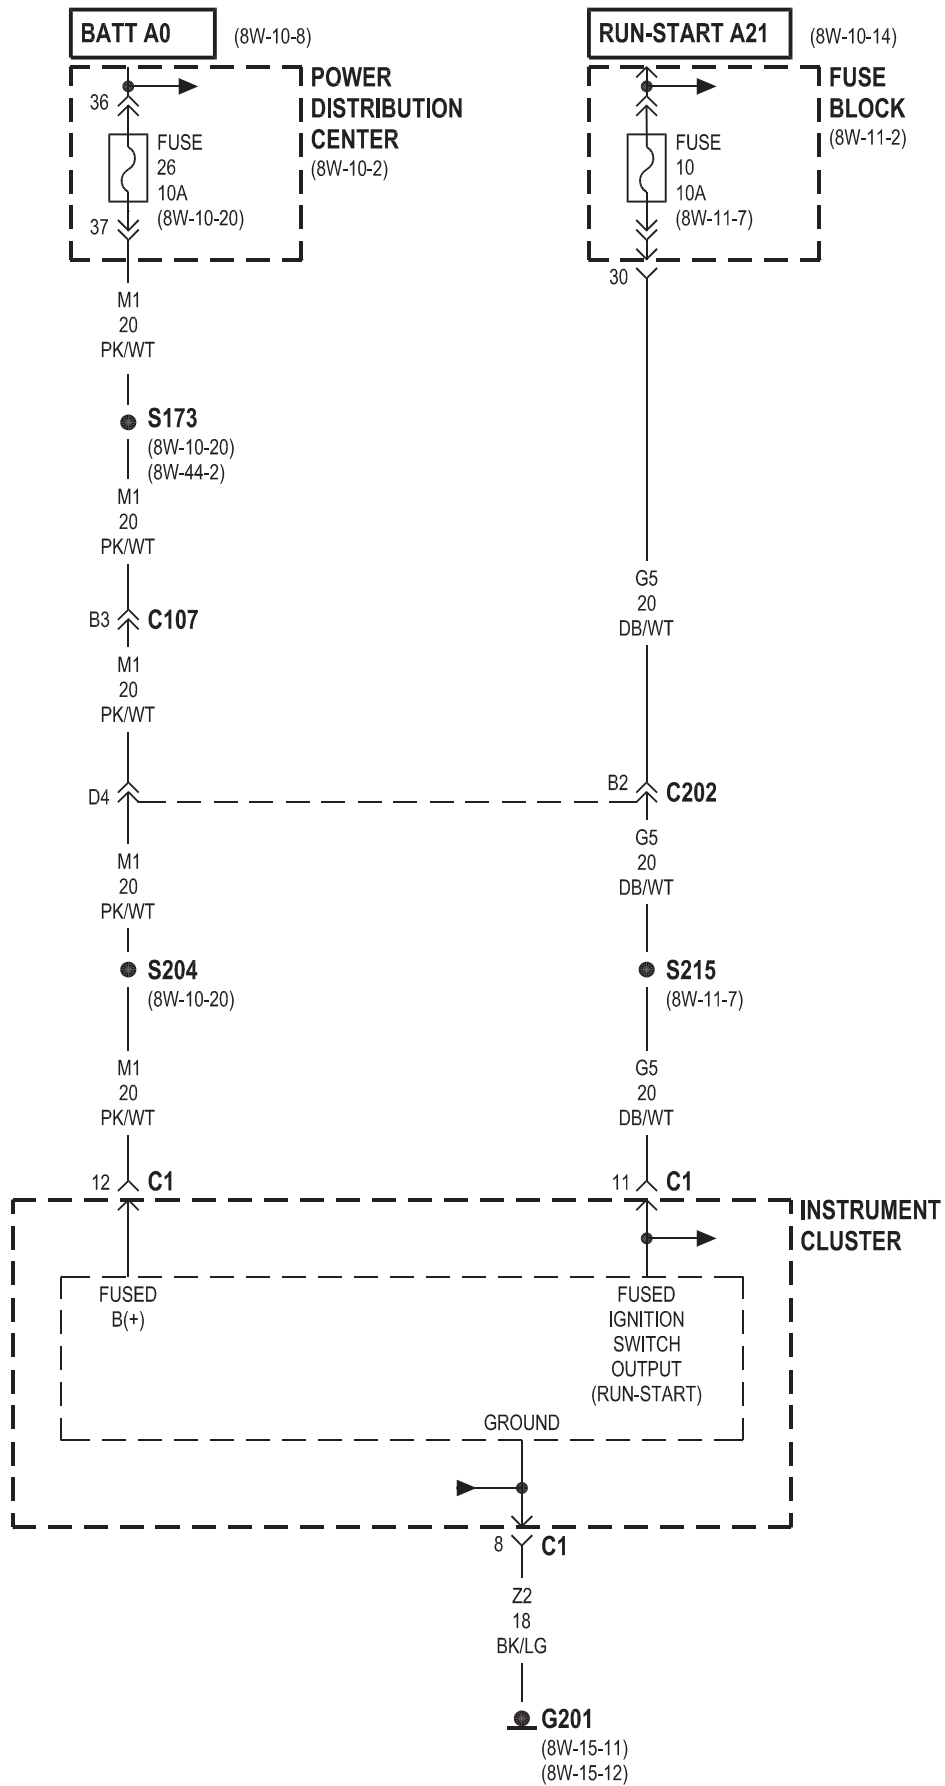 BATT A0 (8W-10-8)
RUN-START A21 (8W-10-14)
36
FUSE
26
10A
(8W-10-20)
37
POWER
DISTRIBUTION
CENTER
(8W-10-2)
FUSE
10
10A
(8W-11-7)
30
FUSE
BLOCK
(8W-11-2)
M1
20
PK/WT
S173
(8W-10-20)
(8W-44-2)
M1
20
PK/WT
B3 C107
M1
20
PK/WT
G5
20
DB/WT
D4
B2 C202
M1
20
PK/WT
G5
20
DB/WT
S204
(8W-10-20)
S215
(8W-11-7)
M1
20
PK/WT
G5
20
DB/WT
12 C1
11 C1
INSTRUMENT
CLUSTER
FUSED
B(+)
FUSED
IGNITION
SWITCH
OUTPUT
(RUN-START)
GROUND
8 C1
Z2
18
BK/LG
G201
(8W-15-11)
(8W-15-12)